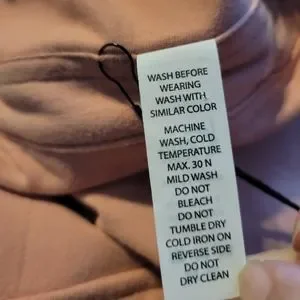 WASH BEFORE
WEARING
WASH WITH
SIMILAR COLOR
MACHINE
WASH, COLD
TEMPERATURE
MAX. 30 N
MILD WASH
DO NOT
BLEACH
DO NOT
TUMBLE DRY
COLD IRON ON
REVERSE SIDE
DO NOT
DRY CLEAN